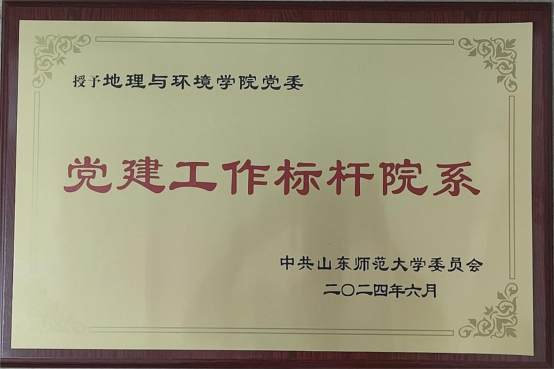 授予地理与环境学院党委
党建工作标杆院系
中共山东师范大学委员会
二〇二四年六月